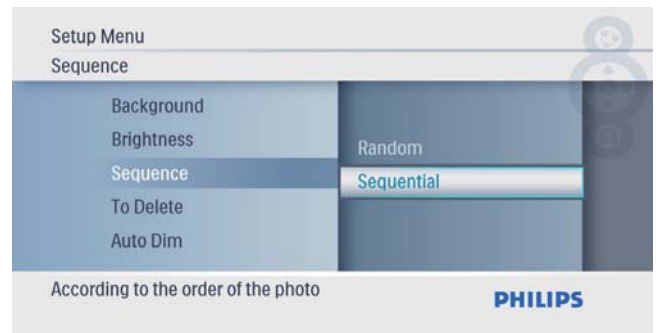 Setup Menu
Sequence
Background
Brightness
Sequence
To Delete
Auto Dim
Random
Sequential
According to the order of the photo
PHILIPS